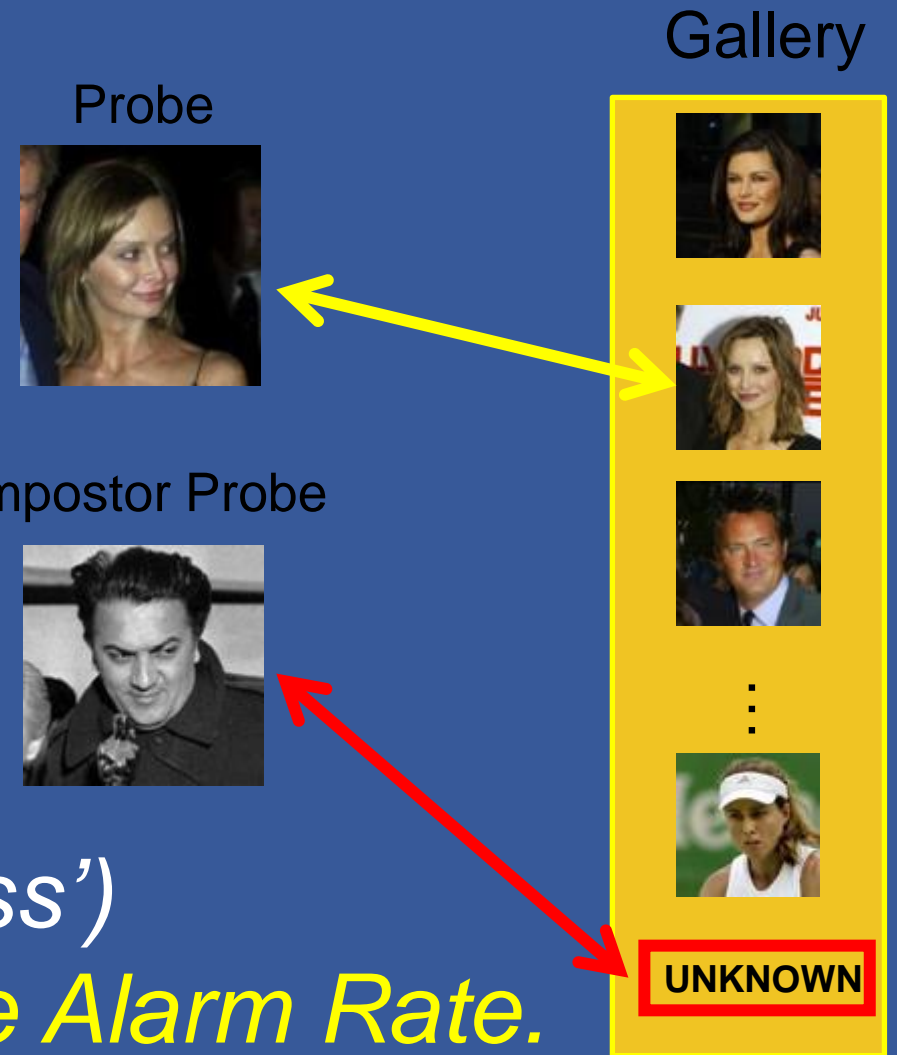 Gallery
Probe
mpostor Probe
ss’)
e Alarm Rate.
UNKNOWN